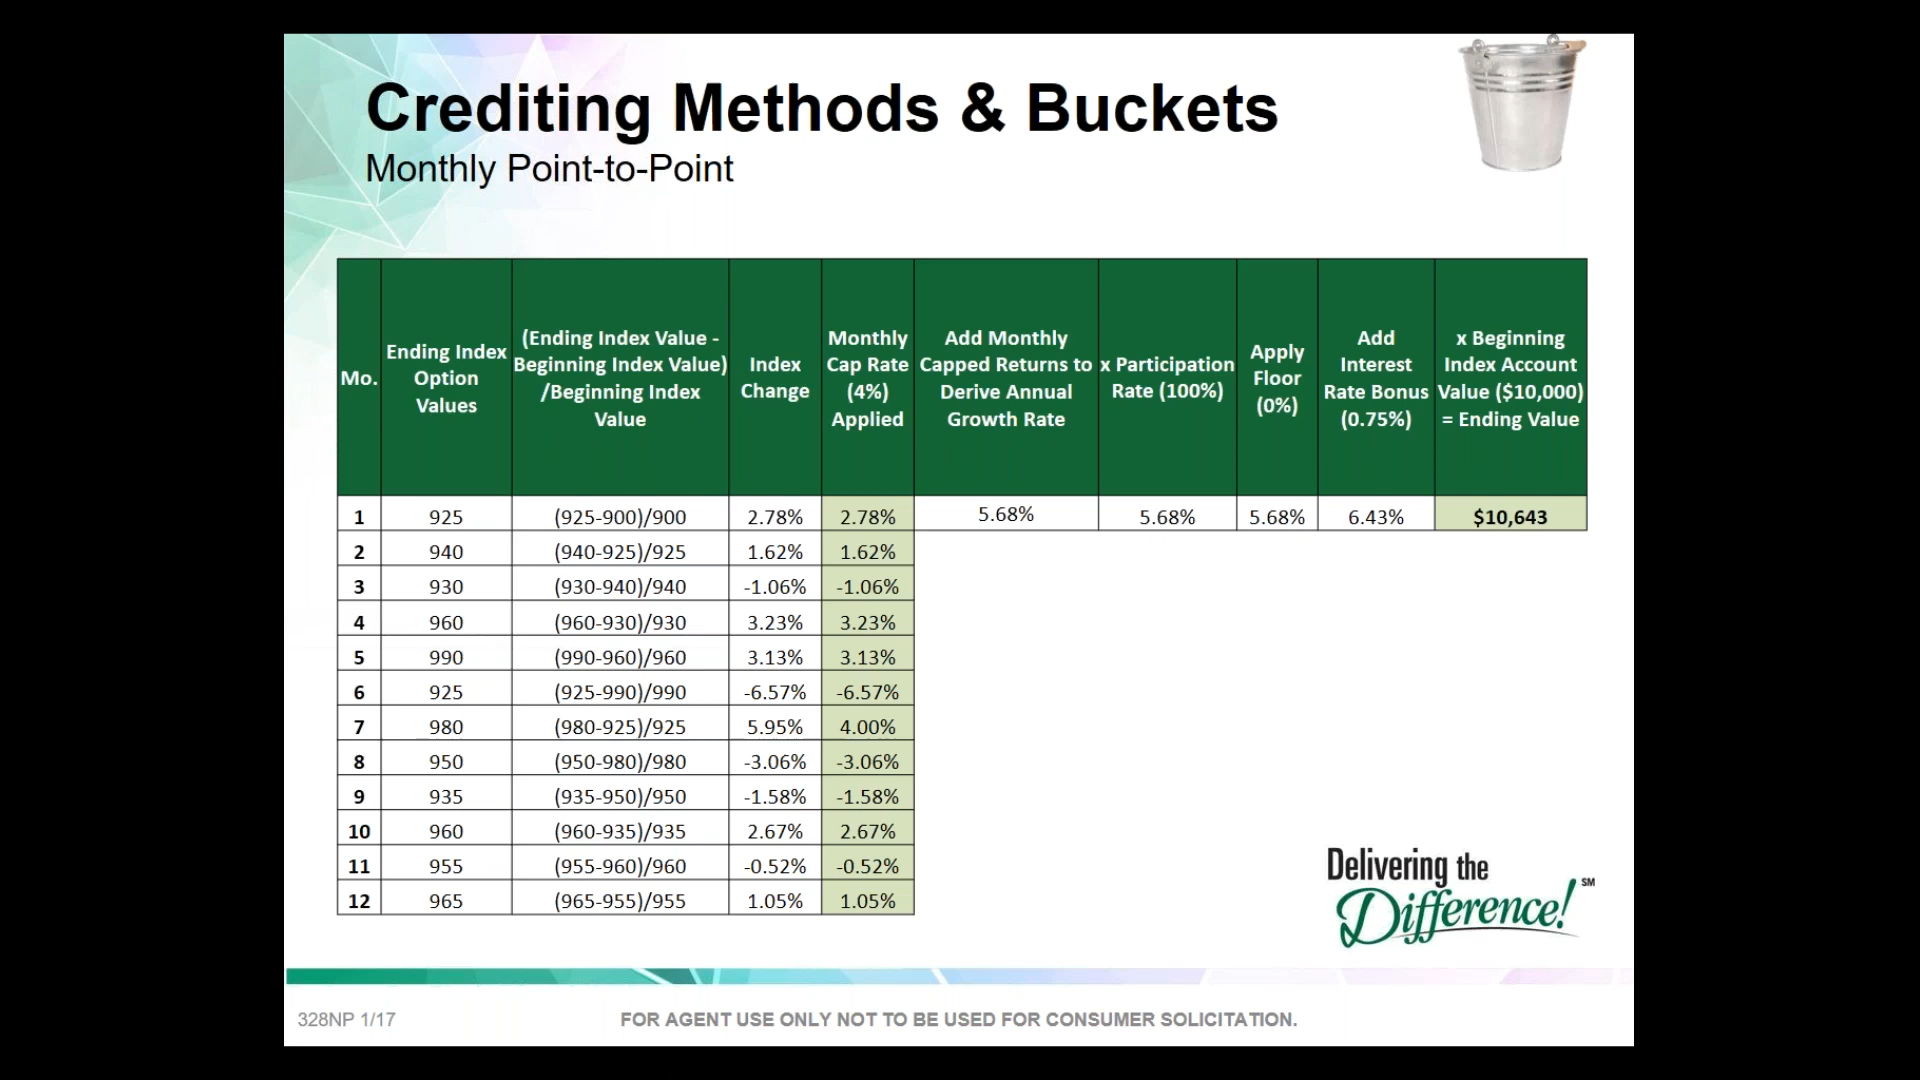 Crediting Methods & Buckets
Monthly Point-to-Point
Mo.
Ending Index
Option
Values
(Ending Index Value -
Beginning Index Value)
/Beginning Index
Value
Index
Change
Monthly
Cap Rate
(4%)
Applied
Add Monthly
Capped Returns to
Derive Annual
Growth Rate
x Participation
Rate (100%)
Apply
Floor
(0%)
Add
Interest
Rate Bonus
(0.75%)
x Beginning
Index Account
Value ($10,000)
= Ending Value
1 925 (925-900)/900 2.78% 2.78% 5.68% 5.68% 5.68% 6.43% $10,643
2 940 (940-925)/925 1.62% 1.62%
3 930 (930-940)/940 -1.06% -1.06%
4 960 (960-930)/930 3.23% 3.23%
5 990 (990-960)/960 3.13% 3.13%
6 925 (925-990)/990 -6.57% -6.57%
7 980 (980-925)/925 5.95% 4.00%
8 950 (950-980)/980 -3.06% -3.06%
9 935 (935-950)/950 -1.58% -1.58%
10 960 (960-935)/935 2.67% 2.67%
11 955 (955-960)/960 -0.52% -0.52%
12 965 (965-955)/955 1.05% 1.05%
Delivering the
Difference! SM
328NP 1/17
FOR AGENT USE ONLY NOT TO BE USED FOR CONSUMER SOLICITATION.